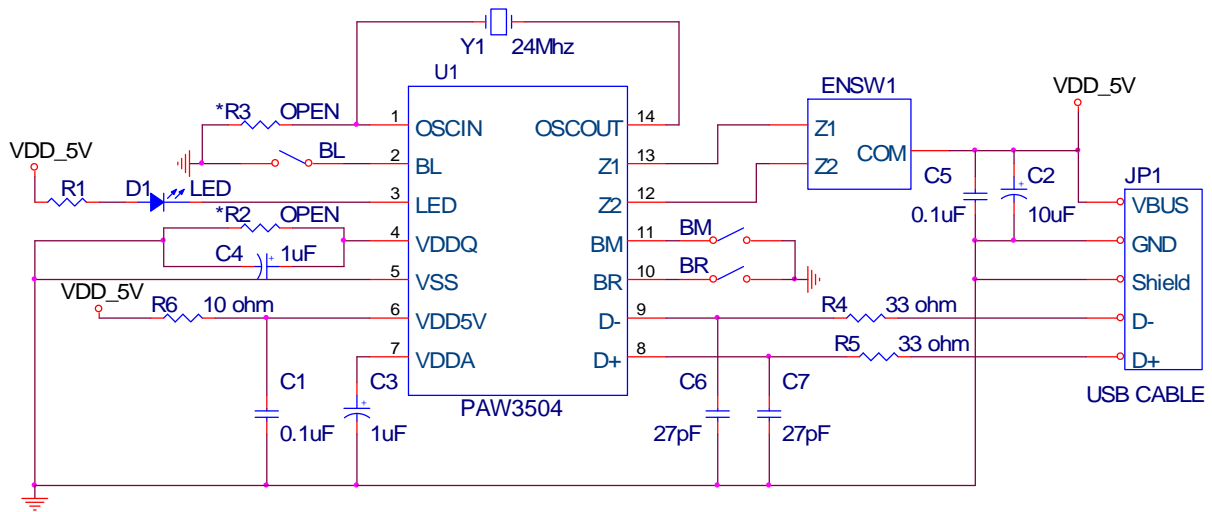 Y1 24Mhz
U1
ENSW1
VDD_5V
*R3 OPEN
1 OSCIN OSCOUT 14
Z1
BL
2 BL Z1 13
Z2 COM
VDD_5V
C5 C2
JP1
R1 D1 LED
3 LED Z2 12
0.1uF 10uF
VBUS
*R2 OPEN
4 VDDQ BM 11 BM
GND
C4 1uF
5 VSS BR 10 BR
Shield
VDD_5V
R6 10 ohm
6 VDD5V D- 9
R4 33 ohm
D-
7 VDDA D+ 8
R5 33 ohm
D+
C1 C3
PAW3504
C6 C7
USB CABLE
0.1uF 1uF
27pF 27pF